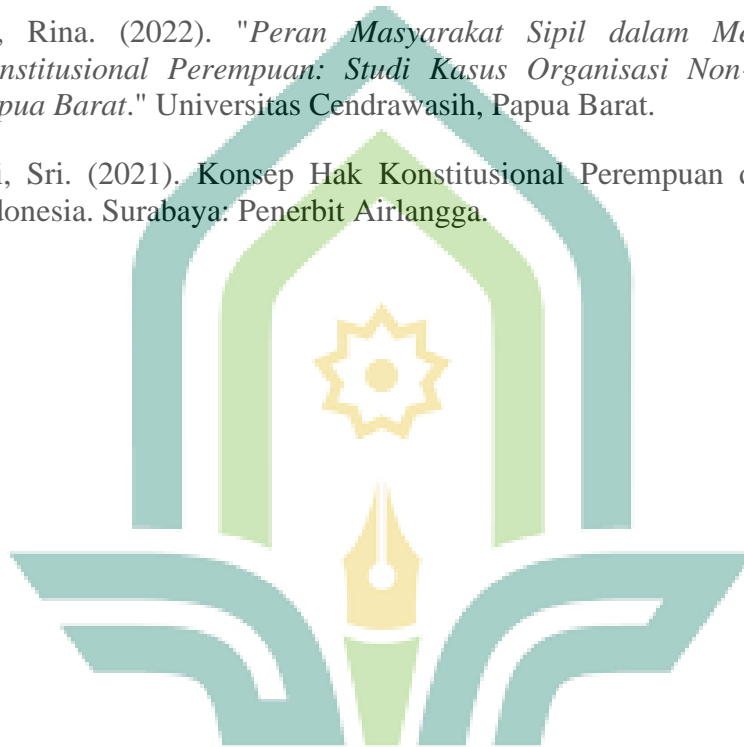 , Rina. (2022). "Peran Masyarakat Sipil dalam Me
nstitusional Perempuan: Studi Kasus Organisasi Non-
pua Barat." Universitas Cendrawasih, Papua Barat.
i, Sri. (2021). Konsep Hak Konstitusional Perempuan d
donesia. Surabaya: Penerbit Airlangga.